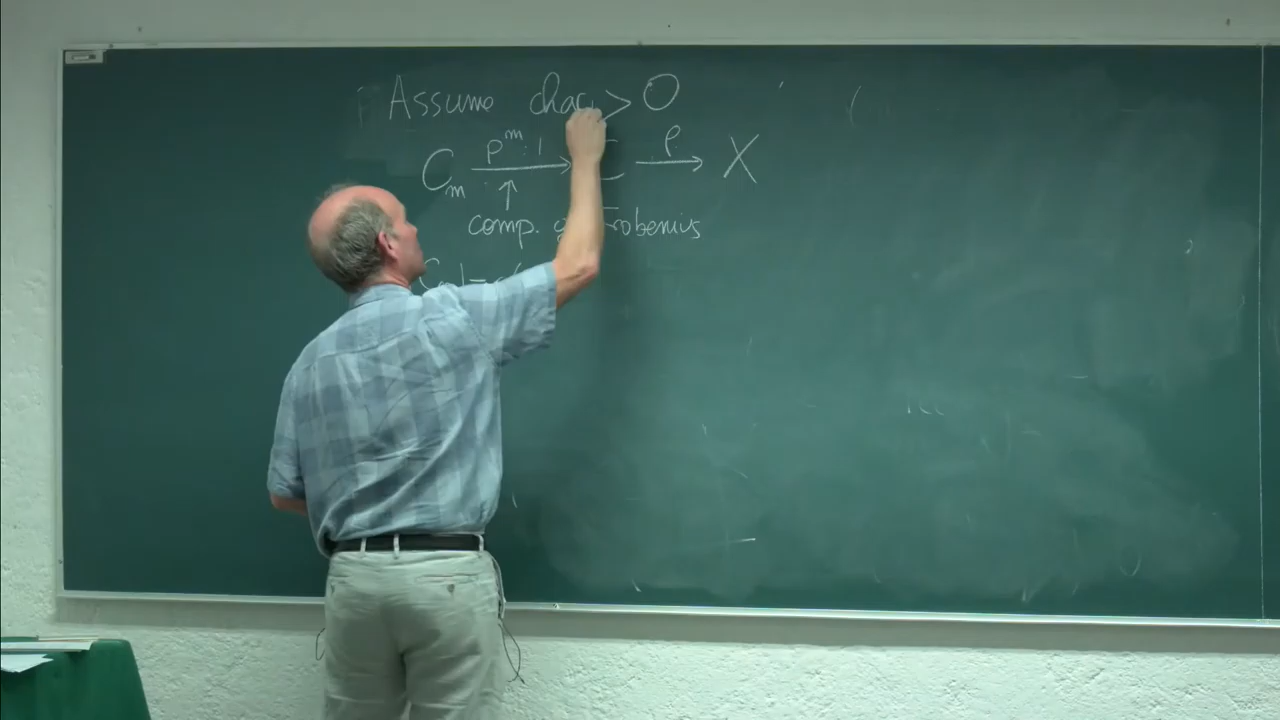 Assume char > 0
C_m p^m:1 → C ρ → X
↑
comp. of Frobenius